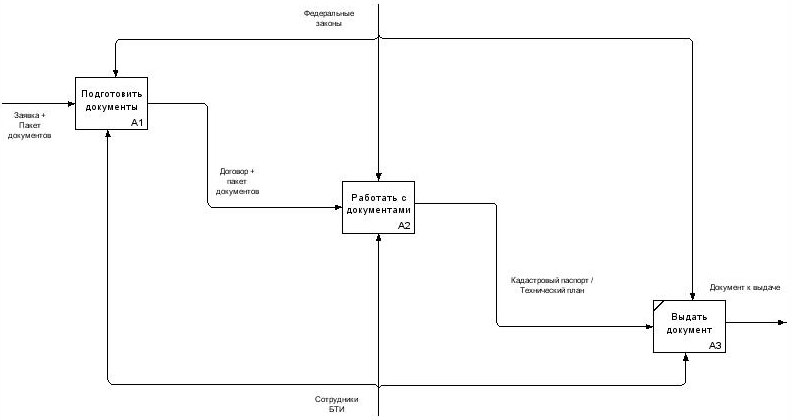 Федеральные
законы
Подготовить
документы
A1
Заявка +
Пакет
документов
Договор +
пакет
документов
Работать с
документами
A2
Кадастровый паспорт /
Технический план
Документ к выдаче
Выдать
документ
A3
Сотрудники
БТИ